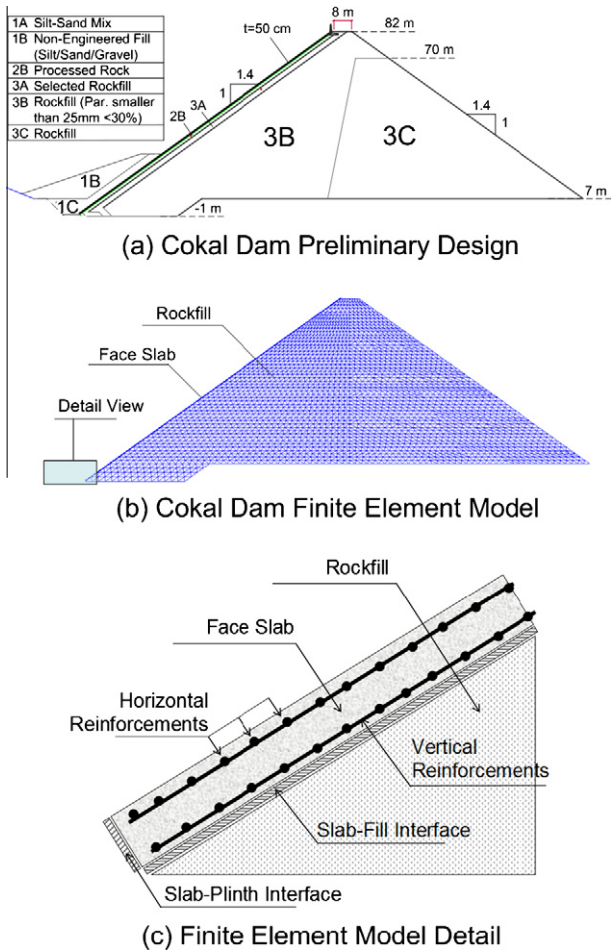 1A Silt-Sand Mix
1B Non-Engineered Fill
(Silt/Sand/Gravel)
2B Processed Rock
3A Selected Rockfill
3B Rockfill (Par. smaller
than 25mm <30%)
3C Rockfill
8 m
82 m
t=50 cm
70 m
1.4
1
3A
2B
1.4
1
3B
3C
1B
1C
-1 m
7 m
(a) Cokal Dam Preliminary Design
Rockfill
Face Slab
Detail View
(b) Cokal Dam Finite Element Model
Rockfill
Face Slab
Horizontal
Reinforcements
Vertical
Reinforcements
Slab-Fill Interface
Slab-Plinth Interface
(c) Finite Element Model Detail